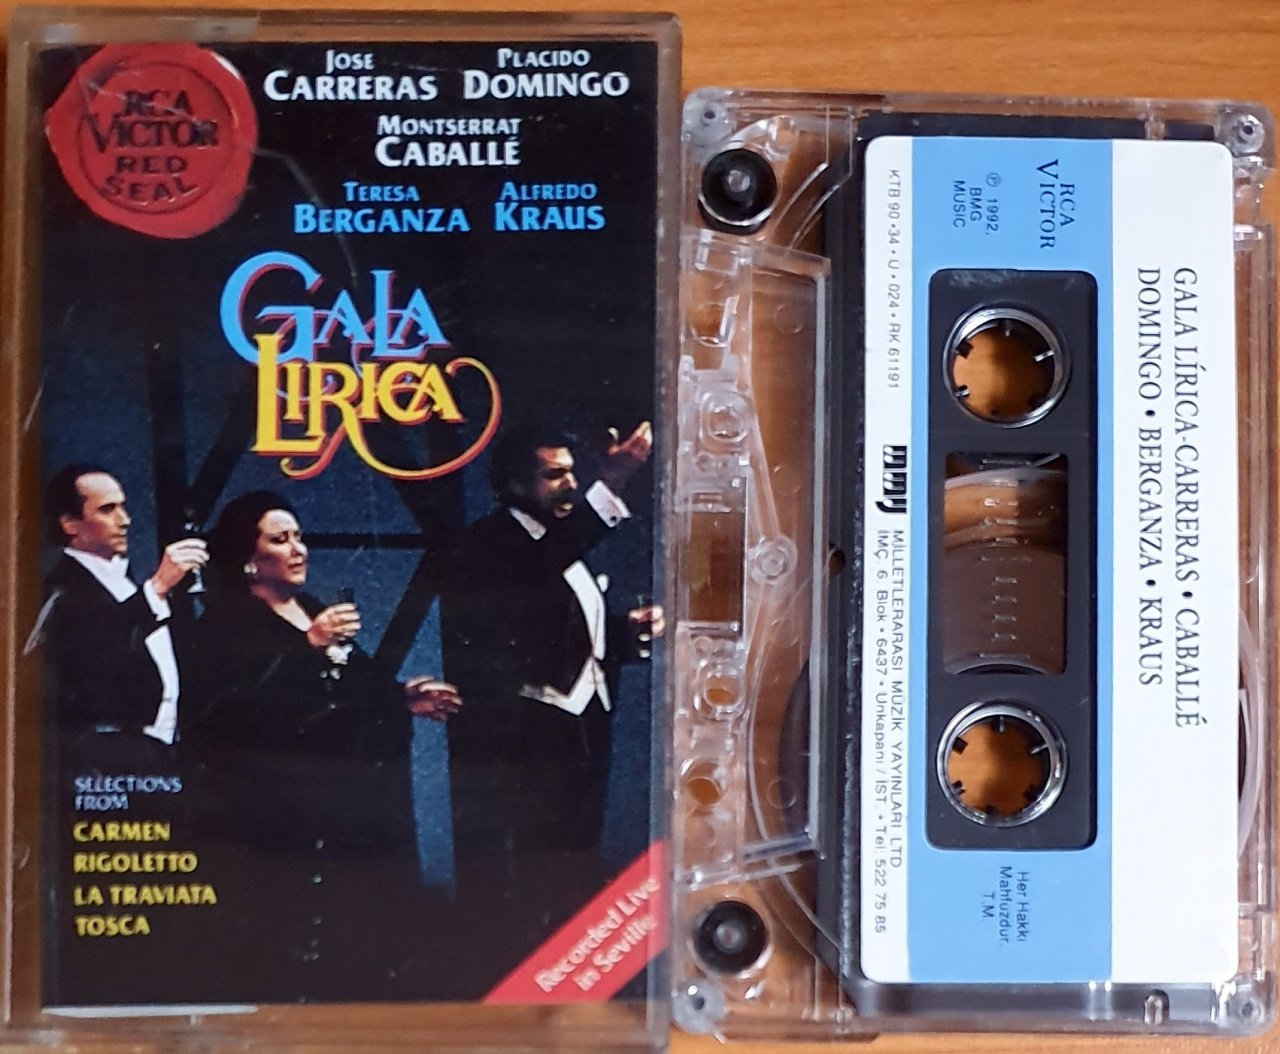 RCA
VICTOR
RED
SEAL
JOSE
CARRERAS
PLACIDO
DOMINGO
MONTSERRAT
CABALLÉ
TERESA
BERGANZA
ALFREDO
KRAUS
GALA
LIRICA
SELECTIONS
FROM
CARMEN
RIGOLETTO
LA TRAVIATA
TOSCA
Recorded Live
in Seville
RCA
VICTOR
℗ 1992,
BMG
MUSIC
GALA LÍRICA-CARRERAS • CABALLÉ
DOMINGO • BERGANZA • KRAUS
Her Hakkı
Mahfuzdur.
T.M.
KTB 90 •34 • Ü • 024 • RK 61191
mmy
MİLLETLERARASI MÜZİK YAYINLARI LTD
İMÇ. 6. Blok • 6437 • Unkapanı / İST. • Tel: 522 75 85